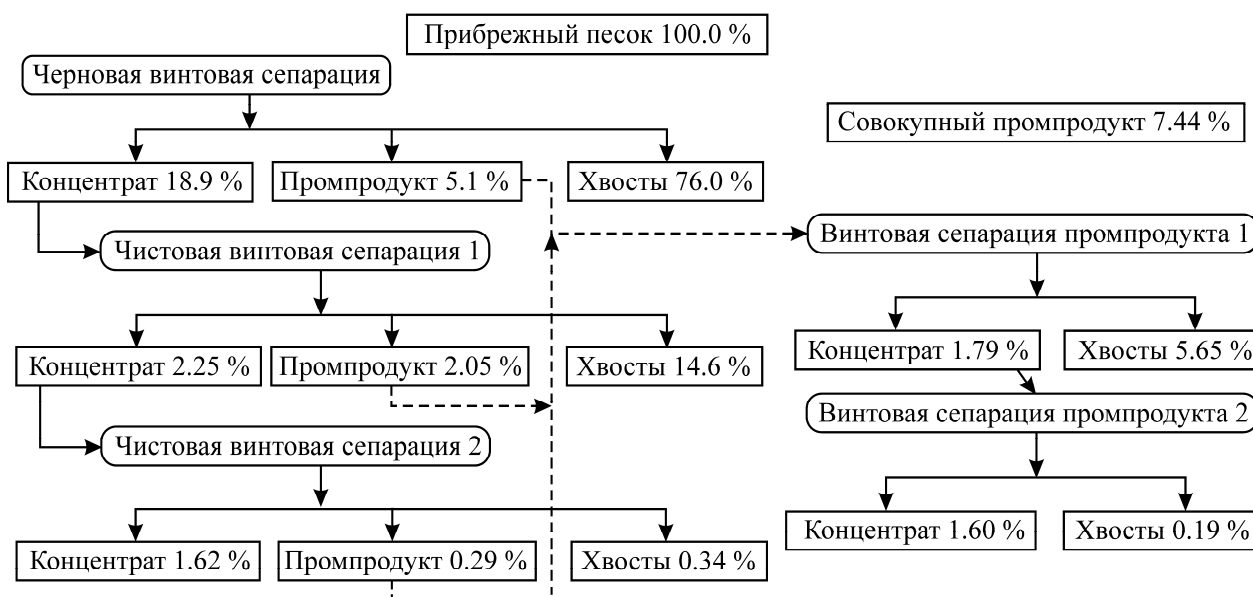 Прибрежный песок 100.0 %
Черновая винтовая сепарация
Совокупный промпродукт 7.44 %
Концентрат 18.9 %
Промпродукт 5.1 %
Хвосты 76.0 %
Чистовая винтовая сепарация 1
Винтовая сепарация промпродукта 1
Концентрат 2.25 %
Промпродукт 2.05 %
Хвосты 14.6 %
Концентрат 1.79 %
Хвосты 5.65 %
Винтовая сепарация промпродукта 2
Чистовая винтовая сепарация 2
Концентрат 1.60 %
Хвосты 0.19 %
Концентрат 1.62 %
Промпродукт 0.29 %
Хвосты 0.34 %